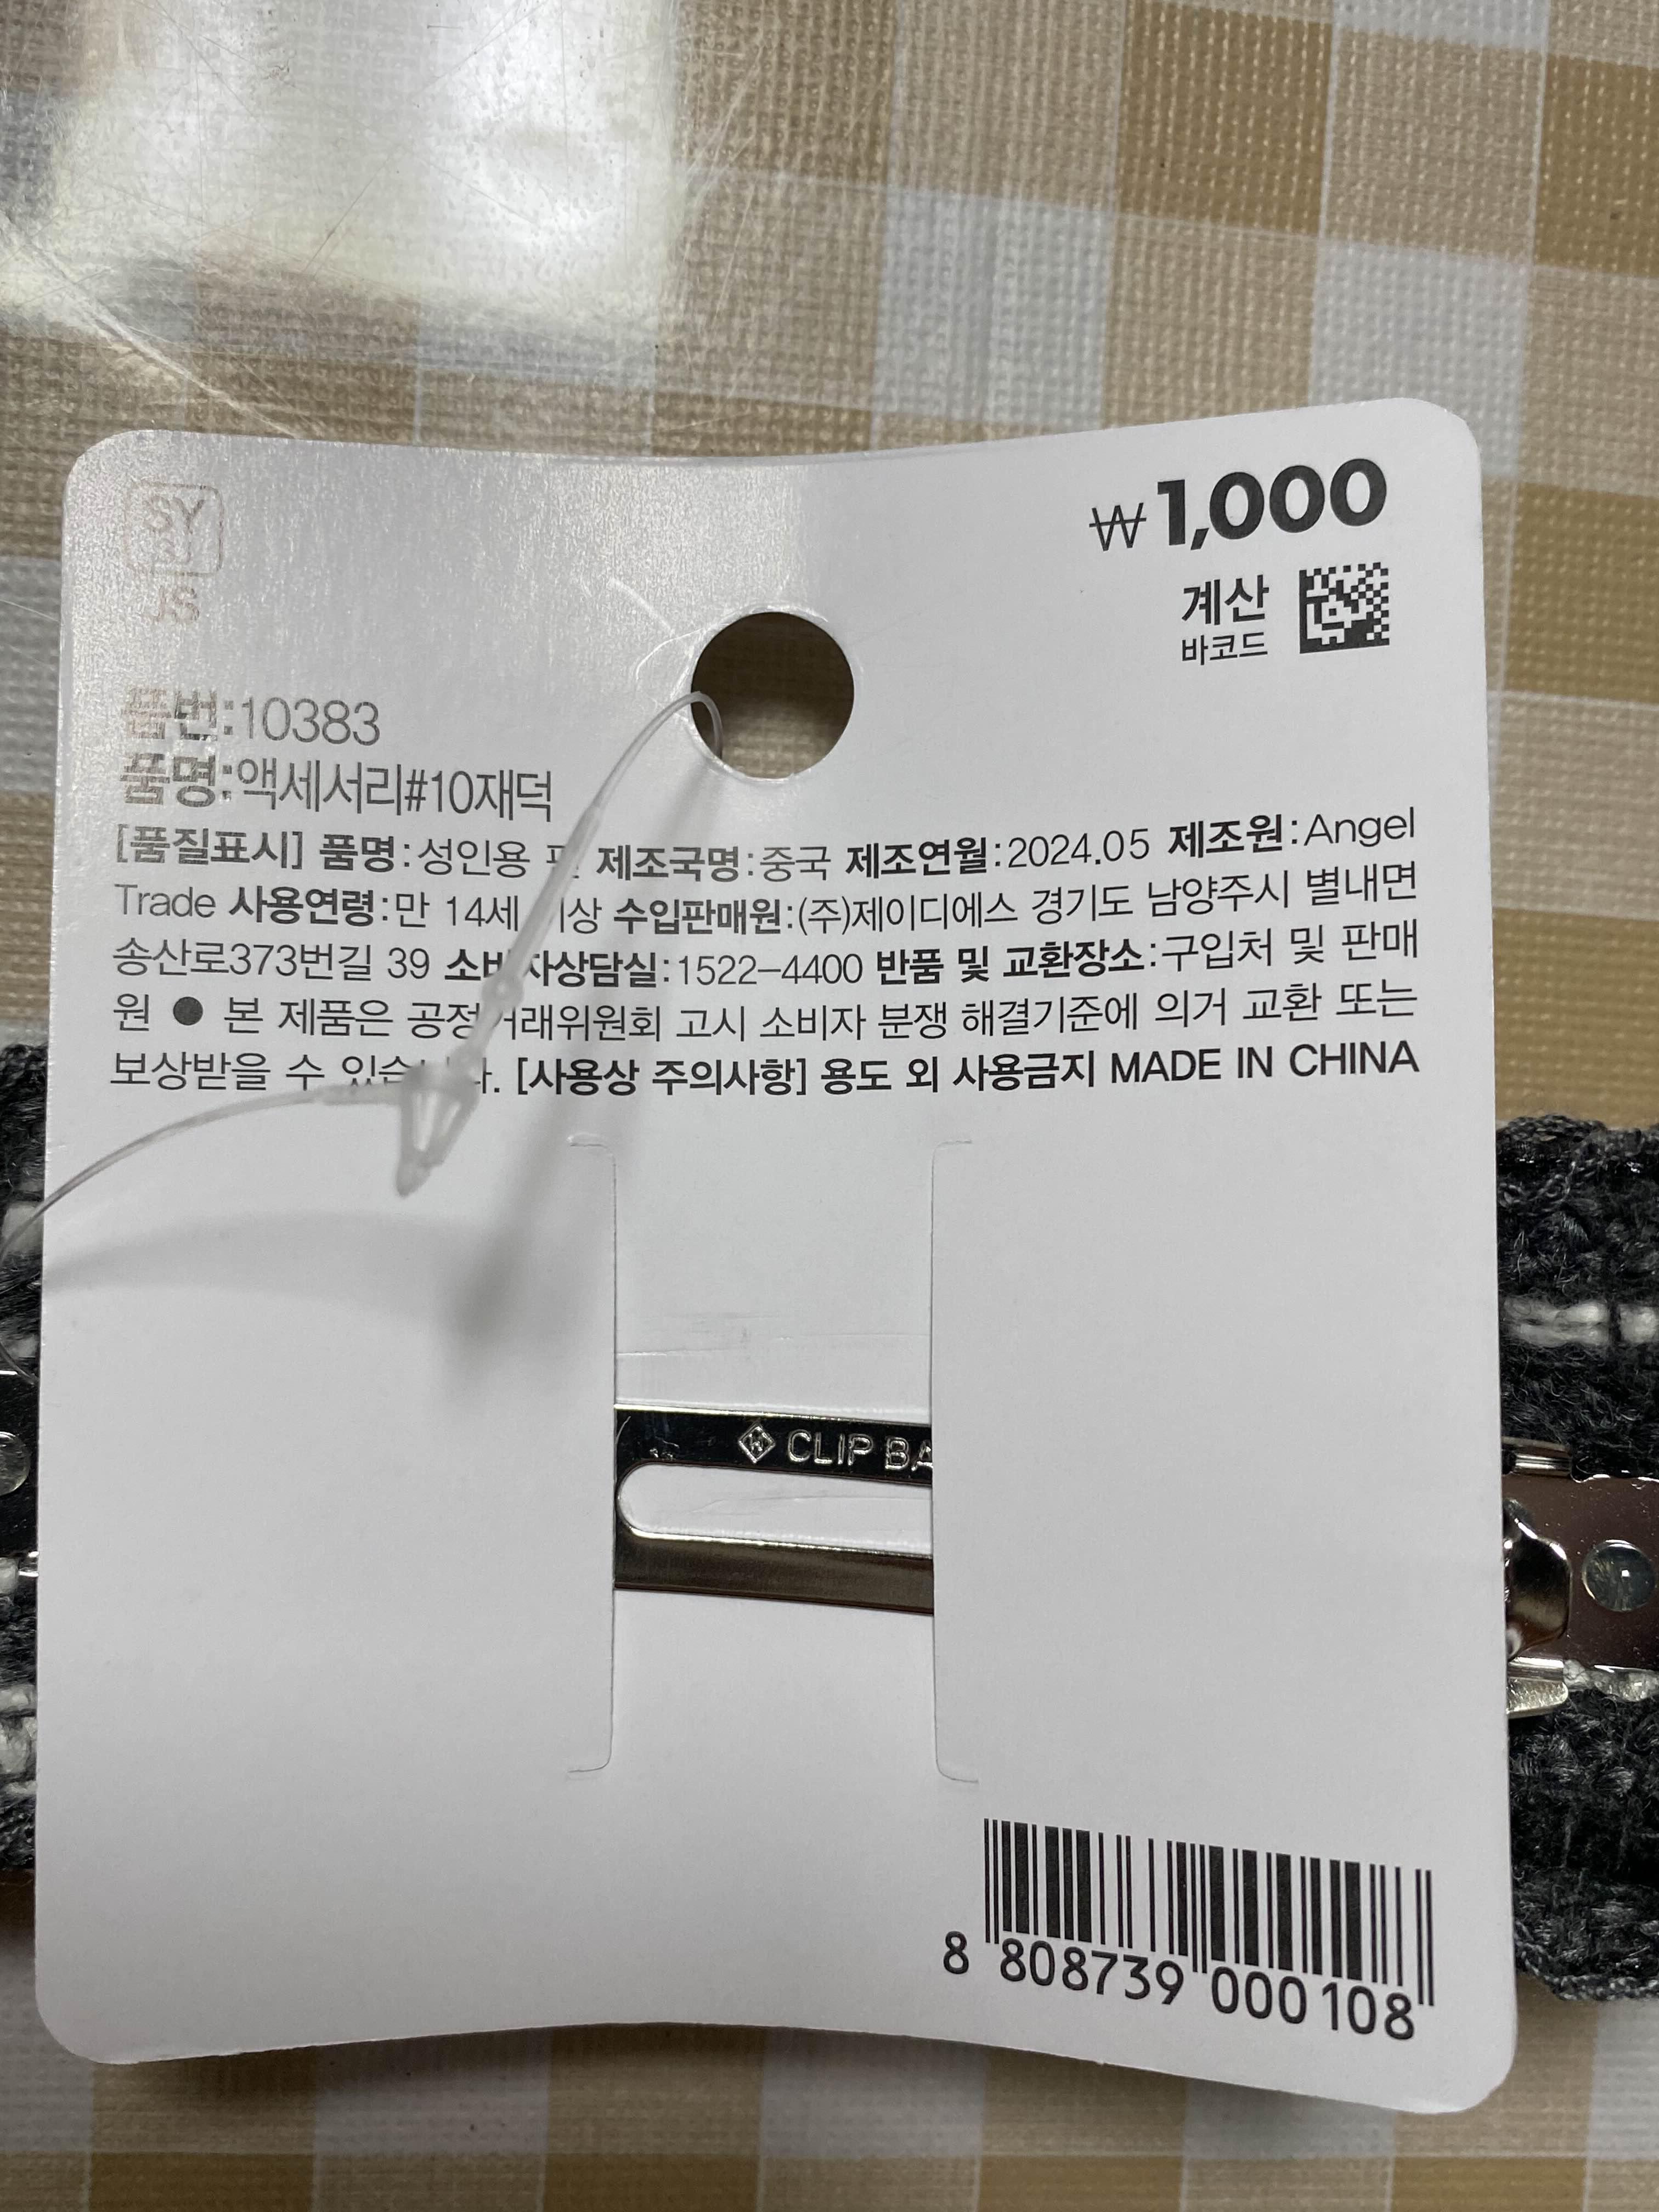 SY
JS
₩1,000
계산
바코드
품번:10383
품명:액세서리#10재덕
[품질표시] 품명:성인용 제조국명:중국 제조연월:2024.05 제조원:Angel
Trade 사용연령:만 14세 이상 수입판매원:(주)제이디에스 경기도 남양주시 별내면
송산로373번길 39 소비자상담실:1522-4400 반품 및 교환장소:구입처 및 판매
원 ● 본 제품은 공정거래위원회 고시 소비자 분쟁 해결기준에 의거 교환 또는
보상받을 수 있습니다. [사용상 주의사항] 용도 외 사용금지 MADE IN CHINA
CLIP BA
8 808739 000108